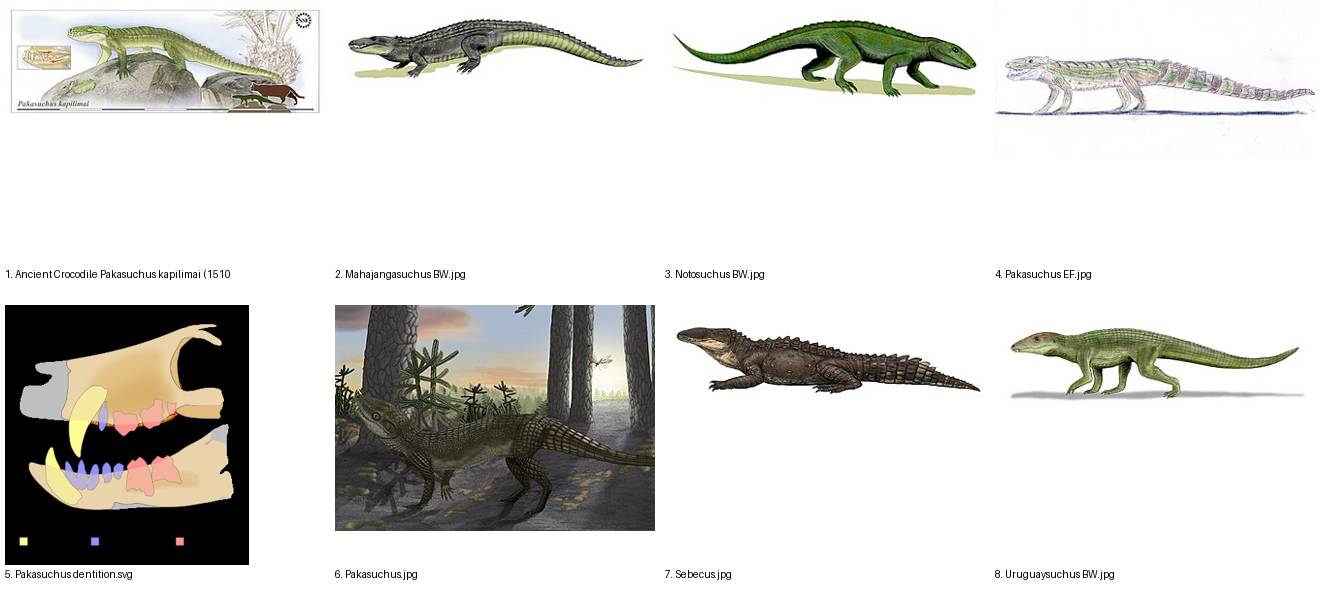 NSF
Pakasuchus kapilimai
1. Ancient Crocodile Pakasuchus kapilimai (1510
2. Mahajangasuchus BW.jpg
3. Notosuchus BW.jpg
4. Pakasuchus EF.jpg
5. Pakasuchus dentition.svg
6. Pakasuchus.jpg
7. Sebecus.jpg
8. Uruguaysuchus BW.jpg